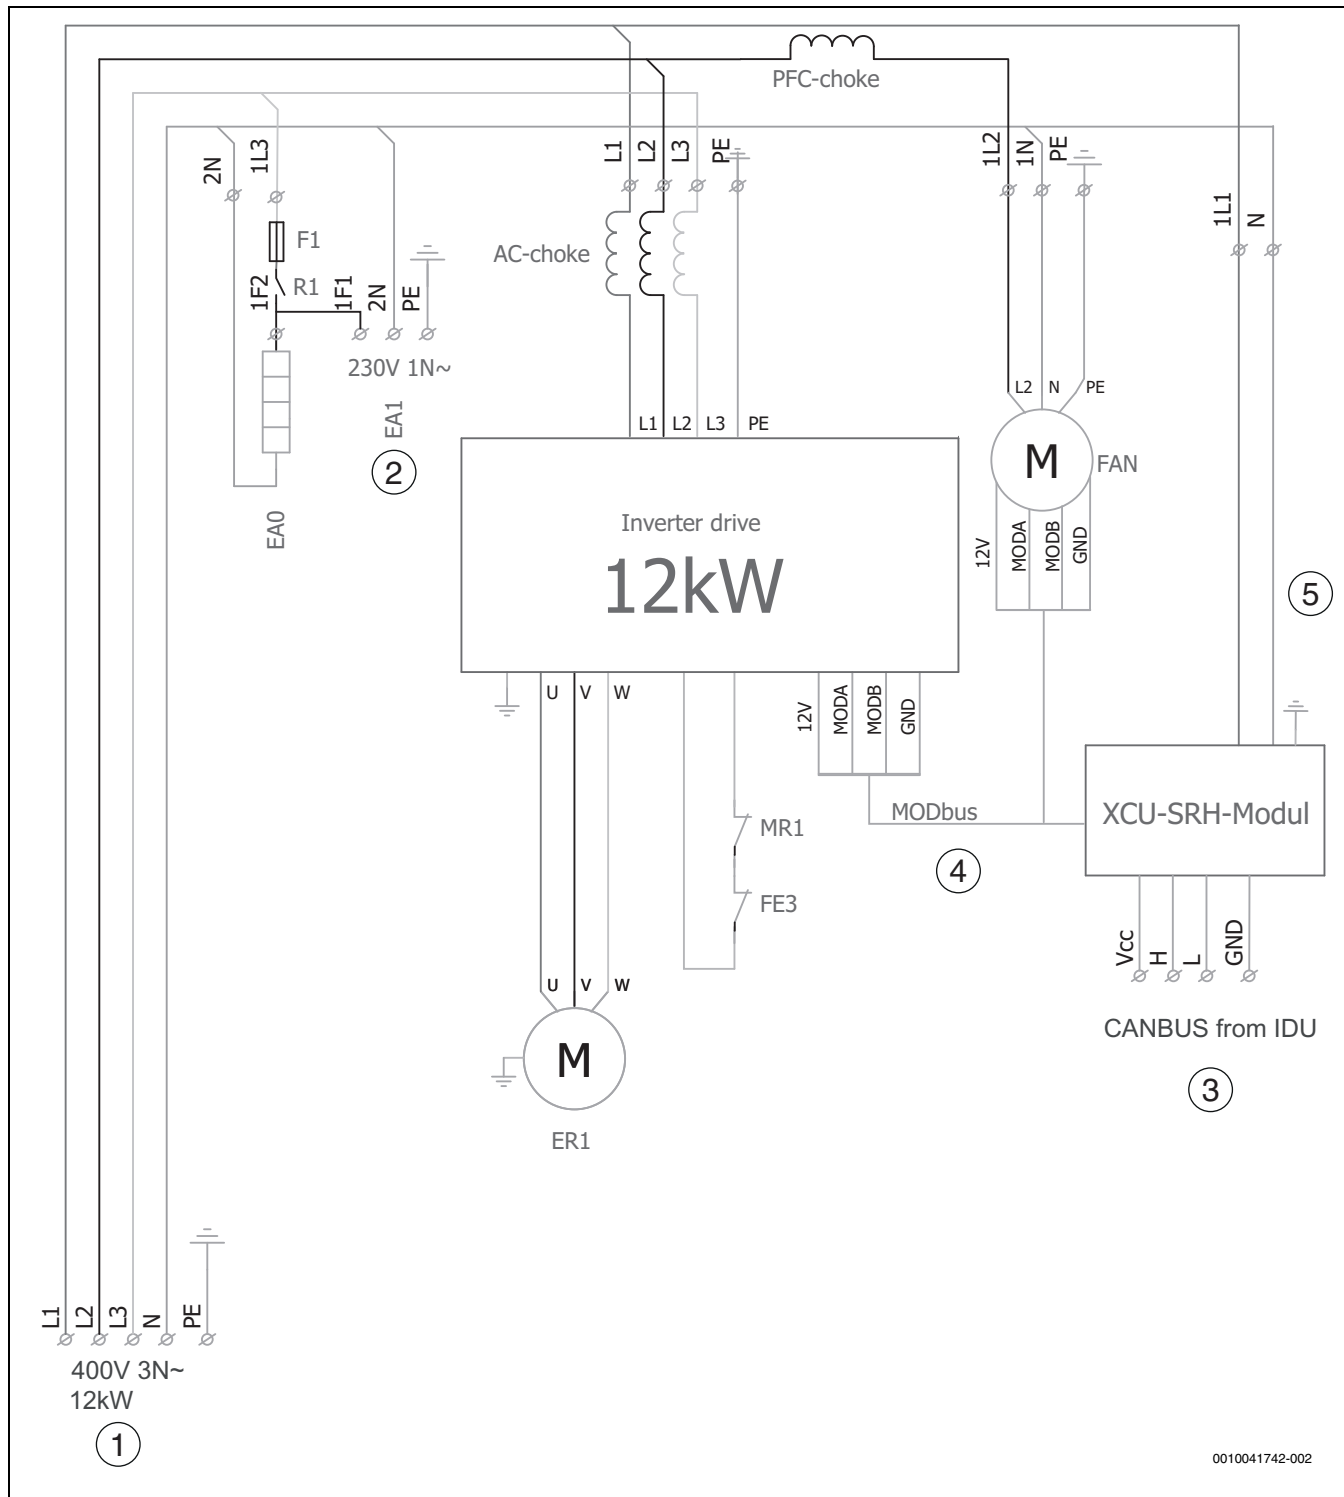 PFC-choke
2N
1L3
L1
L2
L3
PE
1L2
1N
PE
1L1
N
F1
AC-choke
1F2
R1
1F1
2N
PE
230V 1N~
EA1
2
EA0
L1
L2
L3
PE
L2
N
PE
M
FAN
Inverter drive
12kW
12V
MODA
MODB
GND
5
U
V
W
12V
MODA
MODB
GND
MODbus
XCU-SRH-Modul
MR1
4
FE3
Vcc
H
L
GND
U
V
W
CANBUS from IDU
M
3
ER1
L1
L2
L3
N
PE
400V 3N~
12kW
1
0010041742-002